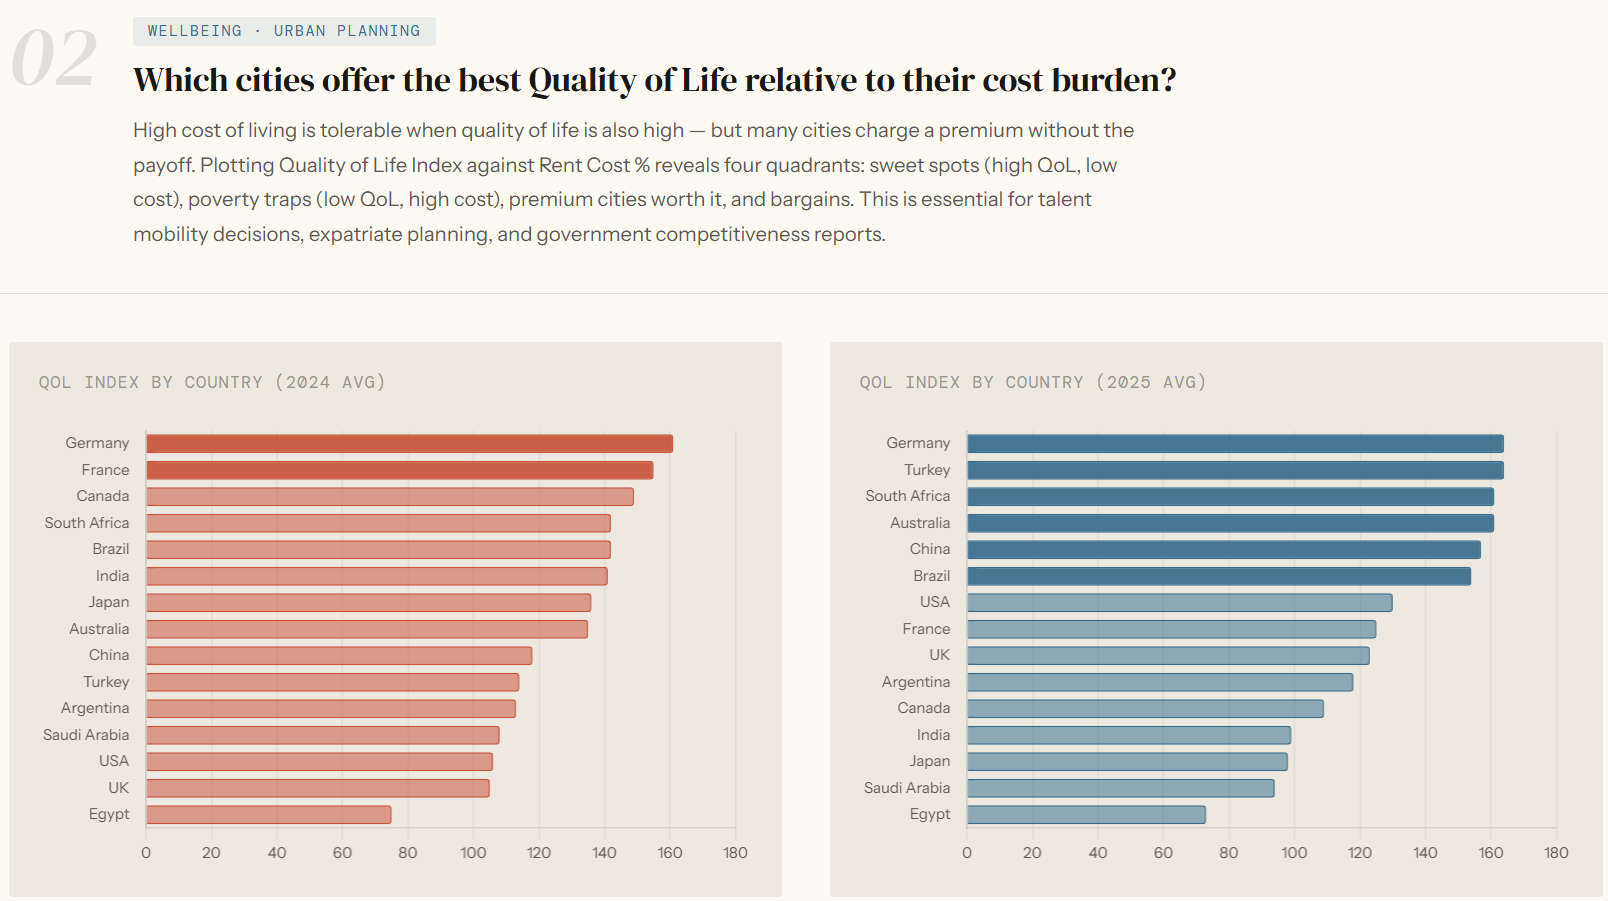 02
WELLBEING · URBAN PLANNING
Which cities offer the best Quality of Life relative to their cost burden?
High cost of living is tolerable when quality of life is also high — but many cities charge a premium without the
payoff. Plotting Quality of Life Index against Rent Cost % reveals four quadrants: sweet spots (high QoL, low
cost), poverty traps (low QoL, high cost), premium cities worth it, and bargains. This is essential for talent
mobility decisions, expatriate planning, and government competitiveness reports.
QOL INDEX BY COUNTRY (2024 AVG)
Germany
France
Canada
South Africa
Brazil
India
Japan
Australia
China
Turkey
Argentina
Saudi Arabia
USA
UK
Egypt
0 20 40 60 80 100 120 140 160 180
QOL INDEX BY COUNTRY (2025 AVG)
Germany
Turkey
South Africa
Australia
China
Brazil
USA
France
UK
Argentina
Canada
India
Japan
Saudi Arabia
Egypt
0 20 40 60 80 100 120 140 160 180